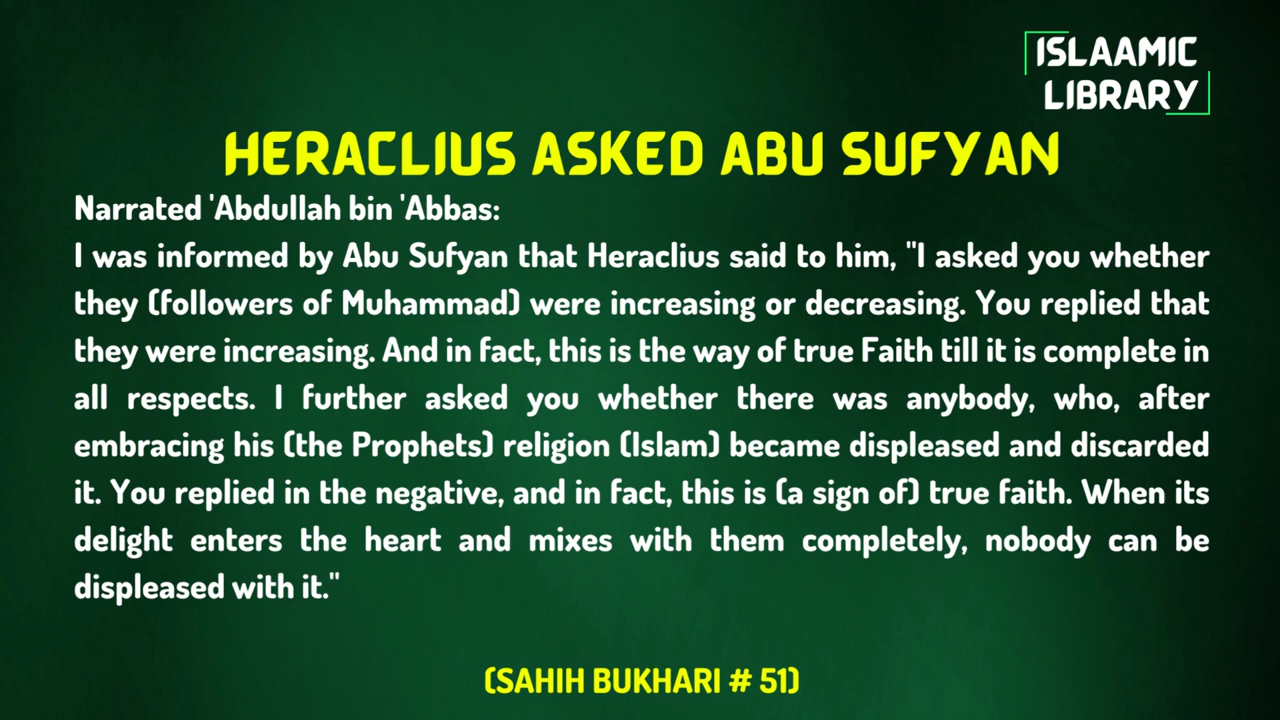 ISLAAMIC
LIBRARY
HERACLIUS ASKED ABU SUFYAN
Narrated 'Abdullah bin 'Abbas:
I was informed by Abu Sufyan that Heraclius said to him, "I asked you whether
they (followers of Muhammad) were increasing or decreasing. You replied that
they were increasing. And in fact, this is the way of true Faith till it is complete in
all respects. I further asked you whether there was anybody, who, after
embracing his (the Prophets) religion (Islam) became displeased and discarded
it. You replied in the negative, and in fact, this is (a sign of) true faith. When its
delight enters the heart and mixes with them completely, nobody can be
displeased with it."
(SAHIH BUKHARI # 51)